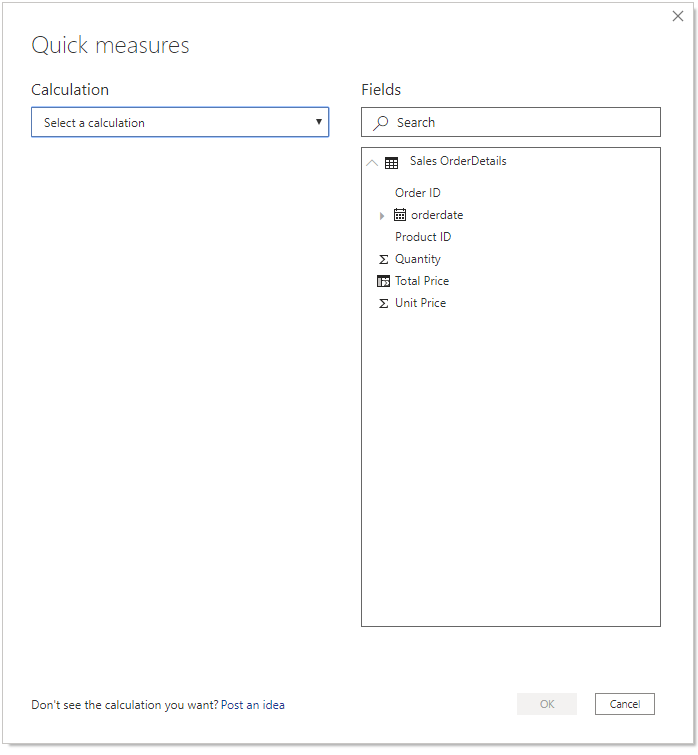 Quick measures
Calculation
Select a calculation
Fields
Search
Sales OrderDetails
Order ID
orderdate
Product ID
Quantity
Total Price
Unit Price
Don't see the calculation you want? Post an idea
OK
Cancel